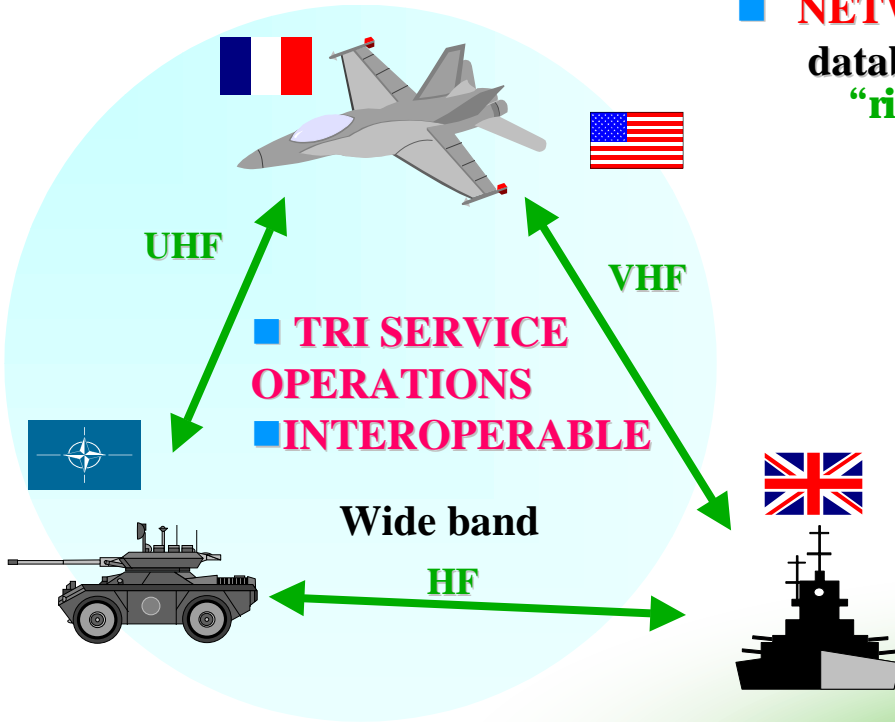 UHF
VHF
TRI SERVICE
OPERATIONS
INTEROPERABLE
Wide band
HF